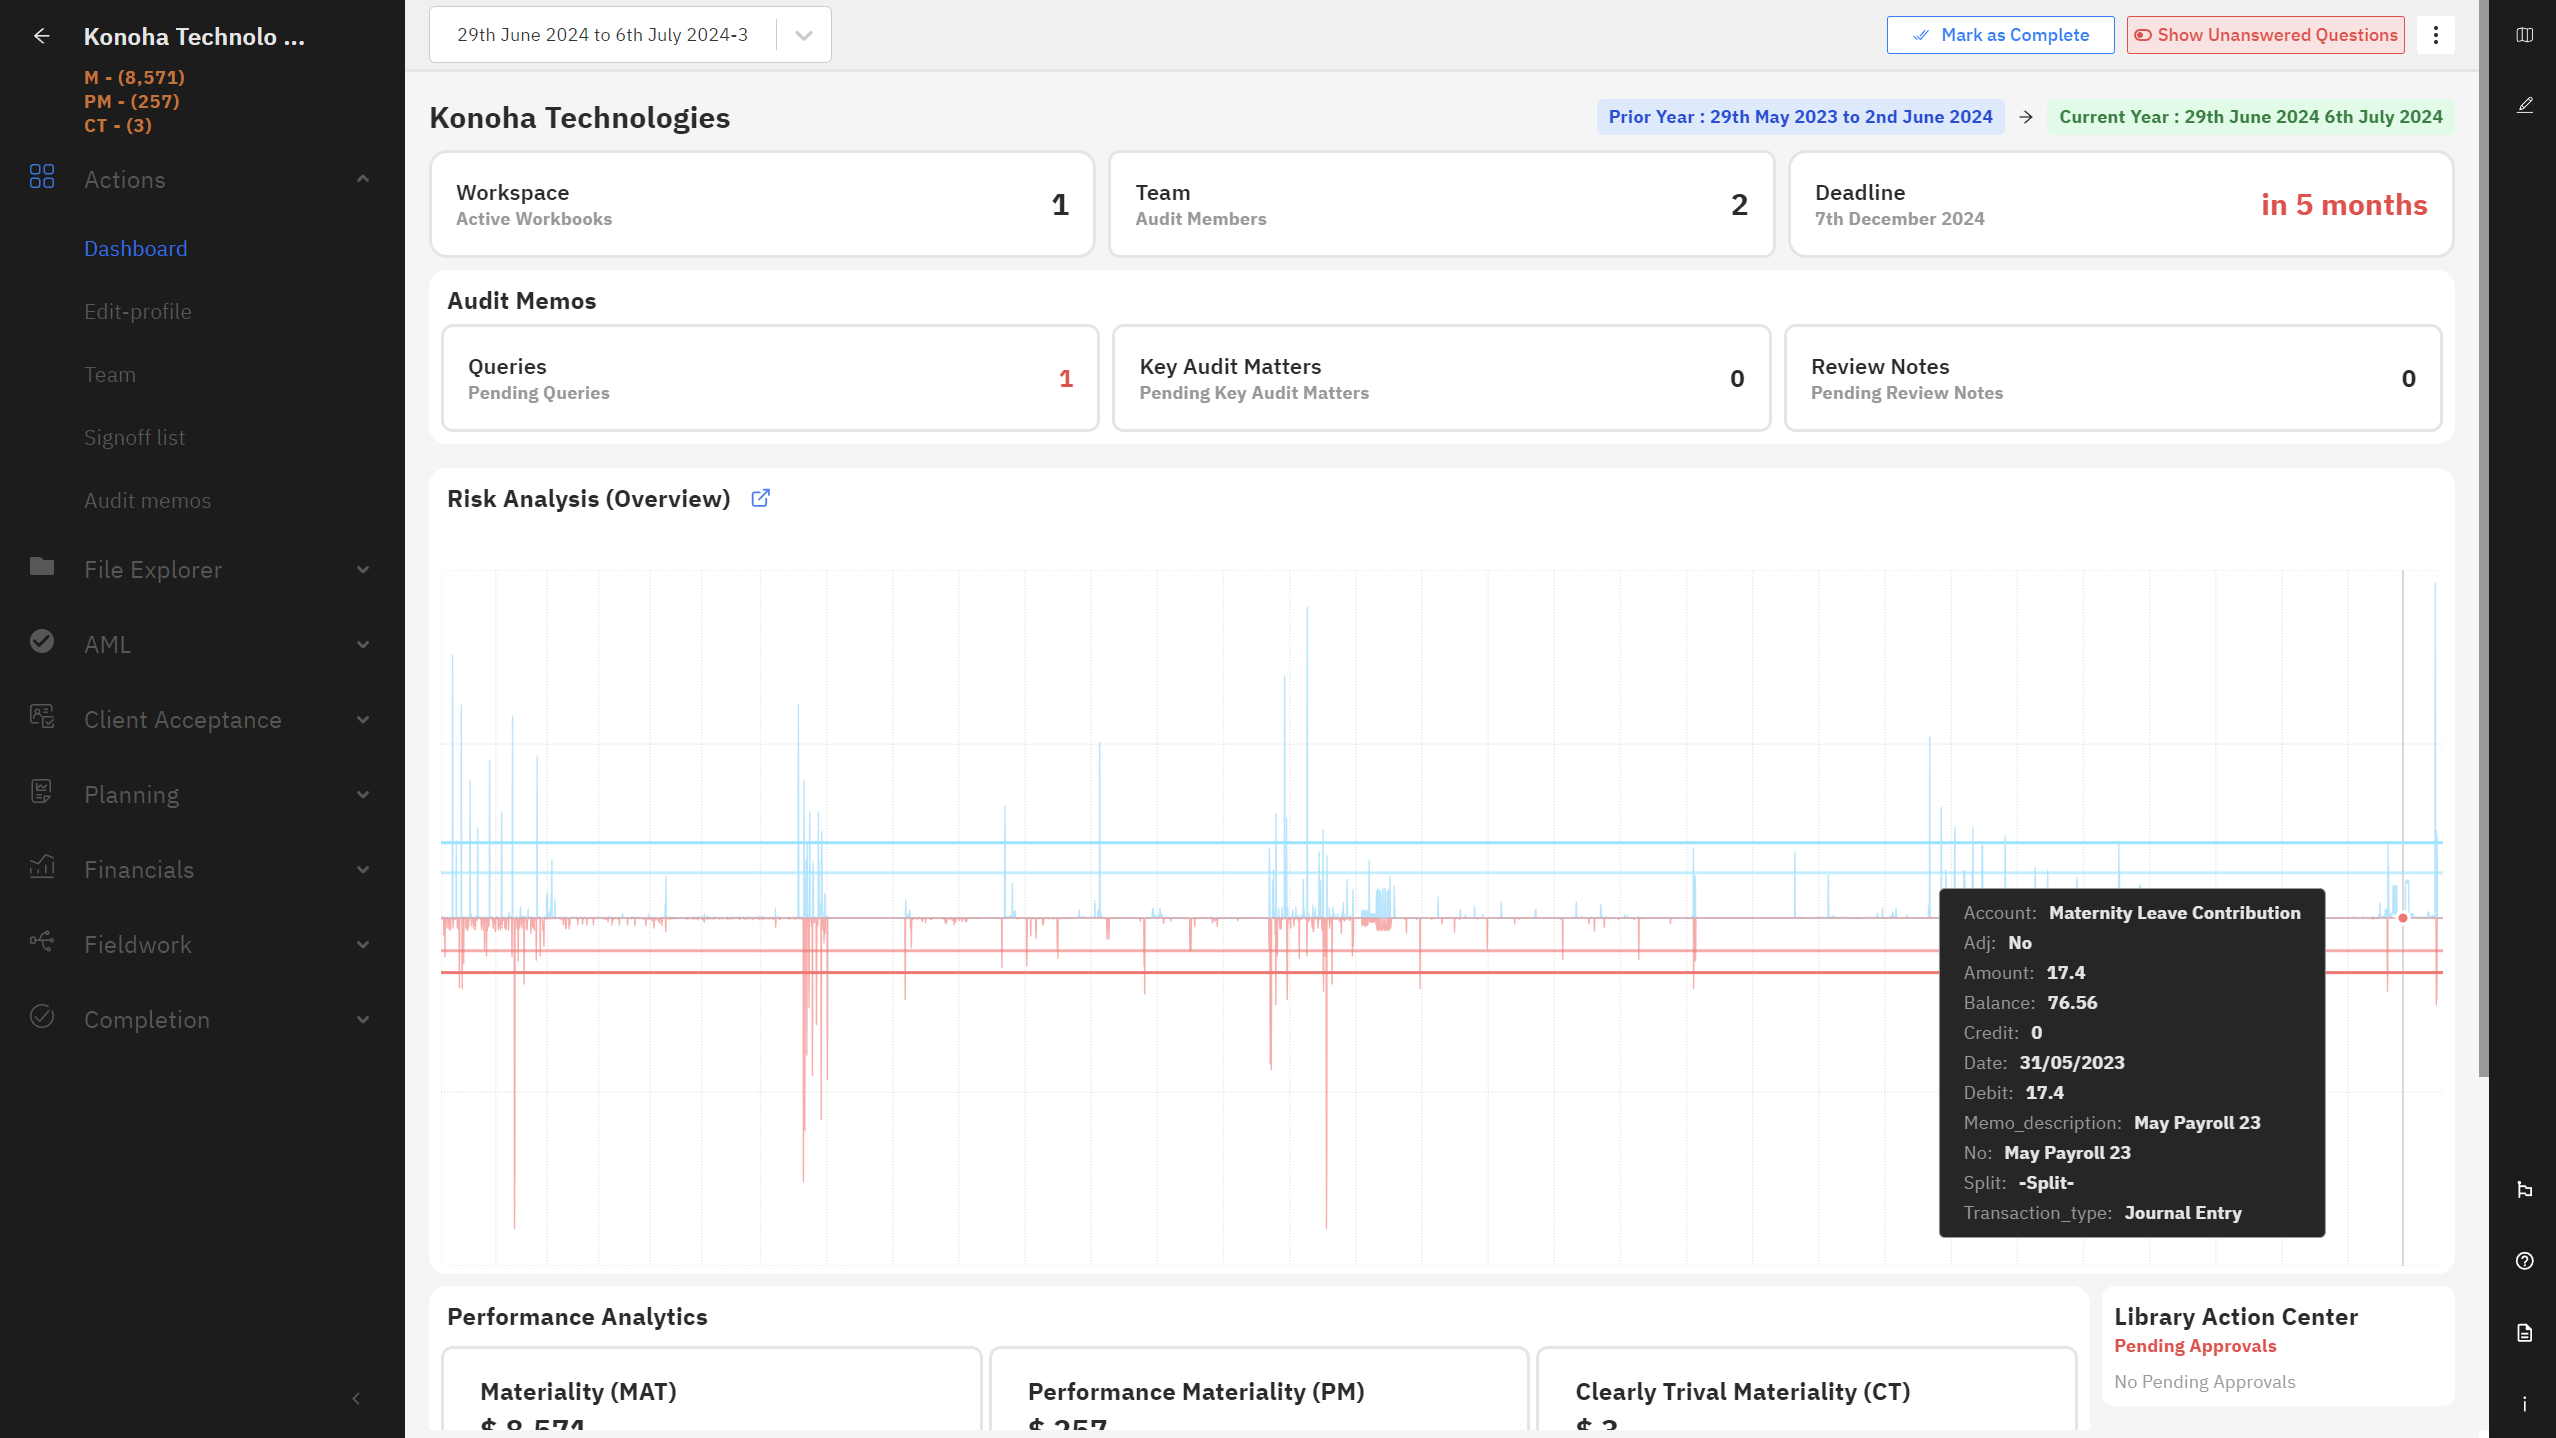 Konoha Technolo ...
M - (8,571)
PM - (257)
CT - (3)
Actions
Dashboard
Edit-profile
Team
Signoff list
Audit memos
File Explorer
AML
Client Acceptance
Planning
Financials
Fieldwork
Completion
29th June 2024 to 6th July 2024-3
Mark as Complete
Show Unanswered Questions
Konoha Technologies
Prior Year : 29th May 2023 to 2nd June 2024
Current Year : 29th June 2024 6th July 2024
Workspace
Active Workbooks
1
Team
Audit Members
2
Deadline
7th December 2024
in 5 months
Audit Memos
Queries
Pending Queries
1
Key Audit Matters
Pending Key Audit Matters
0
Review Notes
Pending Review Notes
0
Risk Analysis (Overview)
Account: Maternity Leave Contribution
Adj: No
Amount: 17.4
Balance: 76.56
Credit: 0
Date: 31/05/2023
Debit: 17.4
Memo_description: May Payroll 23
No: May Payroll 23
Split: -Split-
Transaction_type: Journal Entry
Performance Analytics
Materiality (MAT)
$ 8,571
Performance Materiality (PM)
$ 257
Clearly Trival Materiality (CT)
$ 3
Library Action Center
Pending Approvals
No Pending Approvals